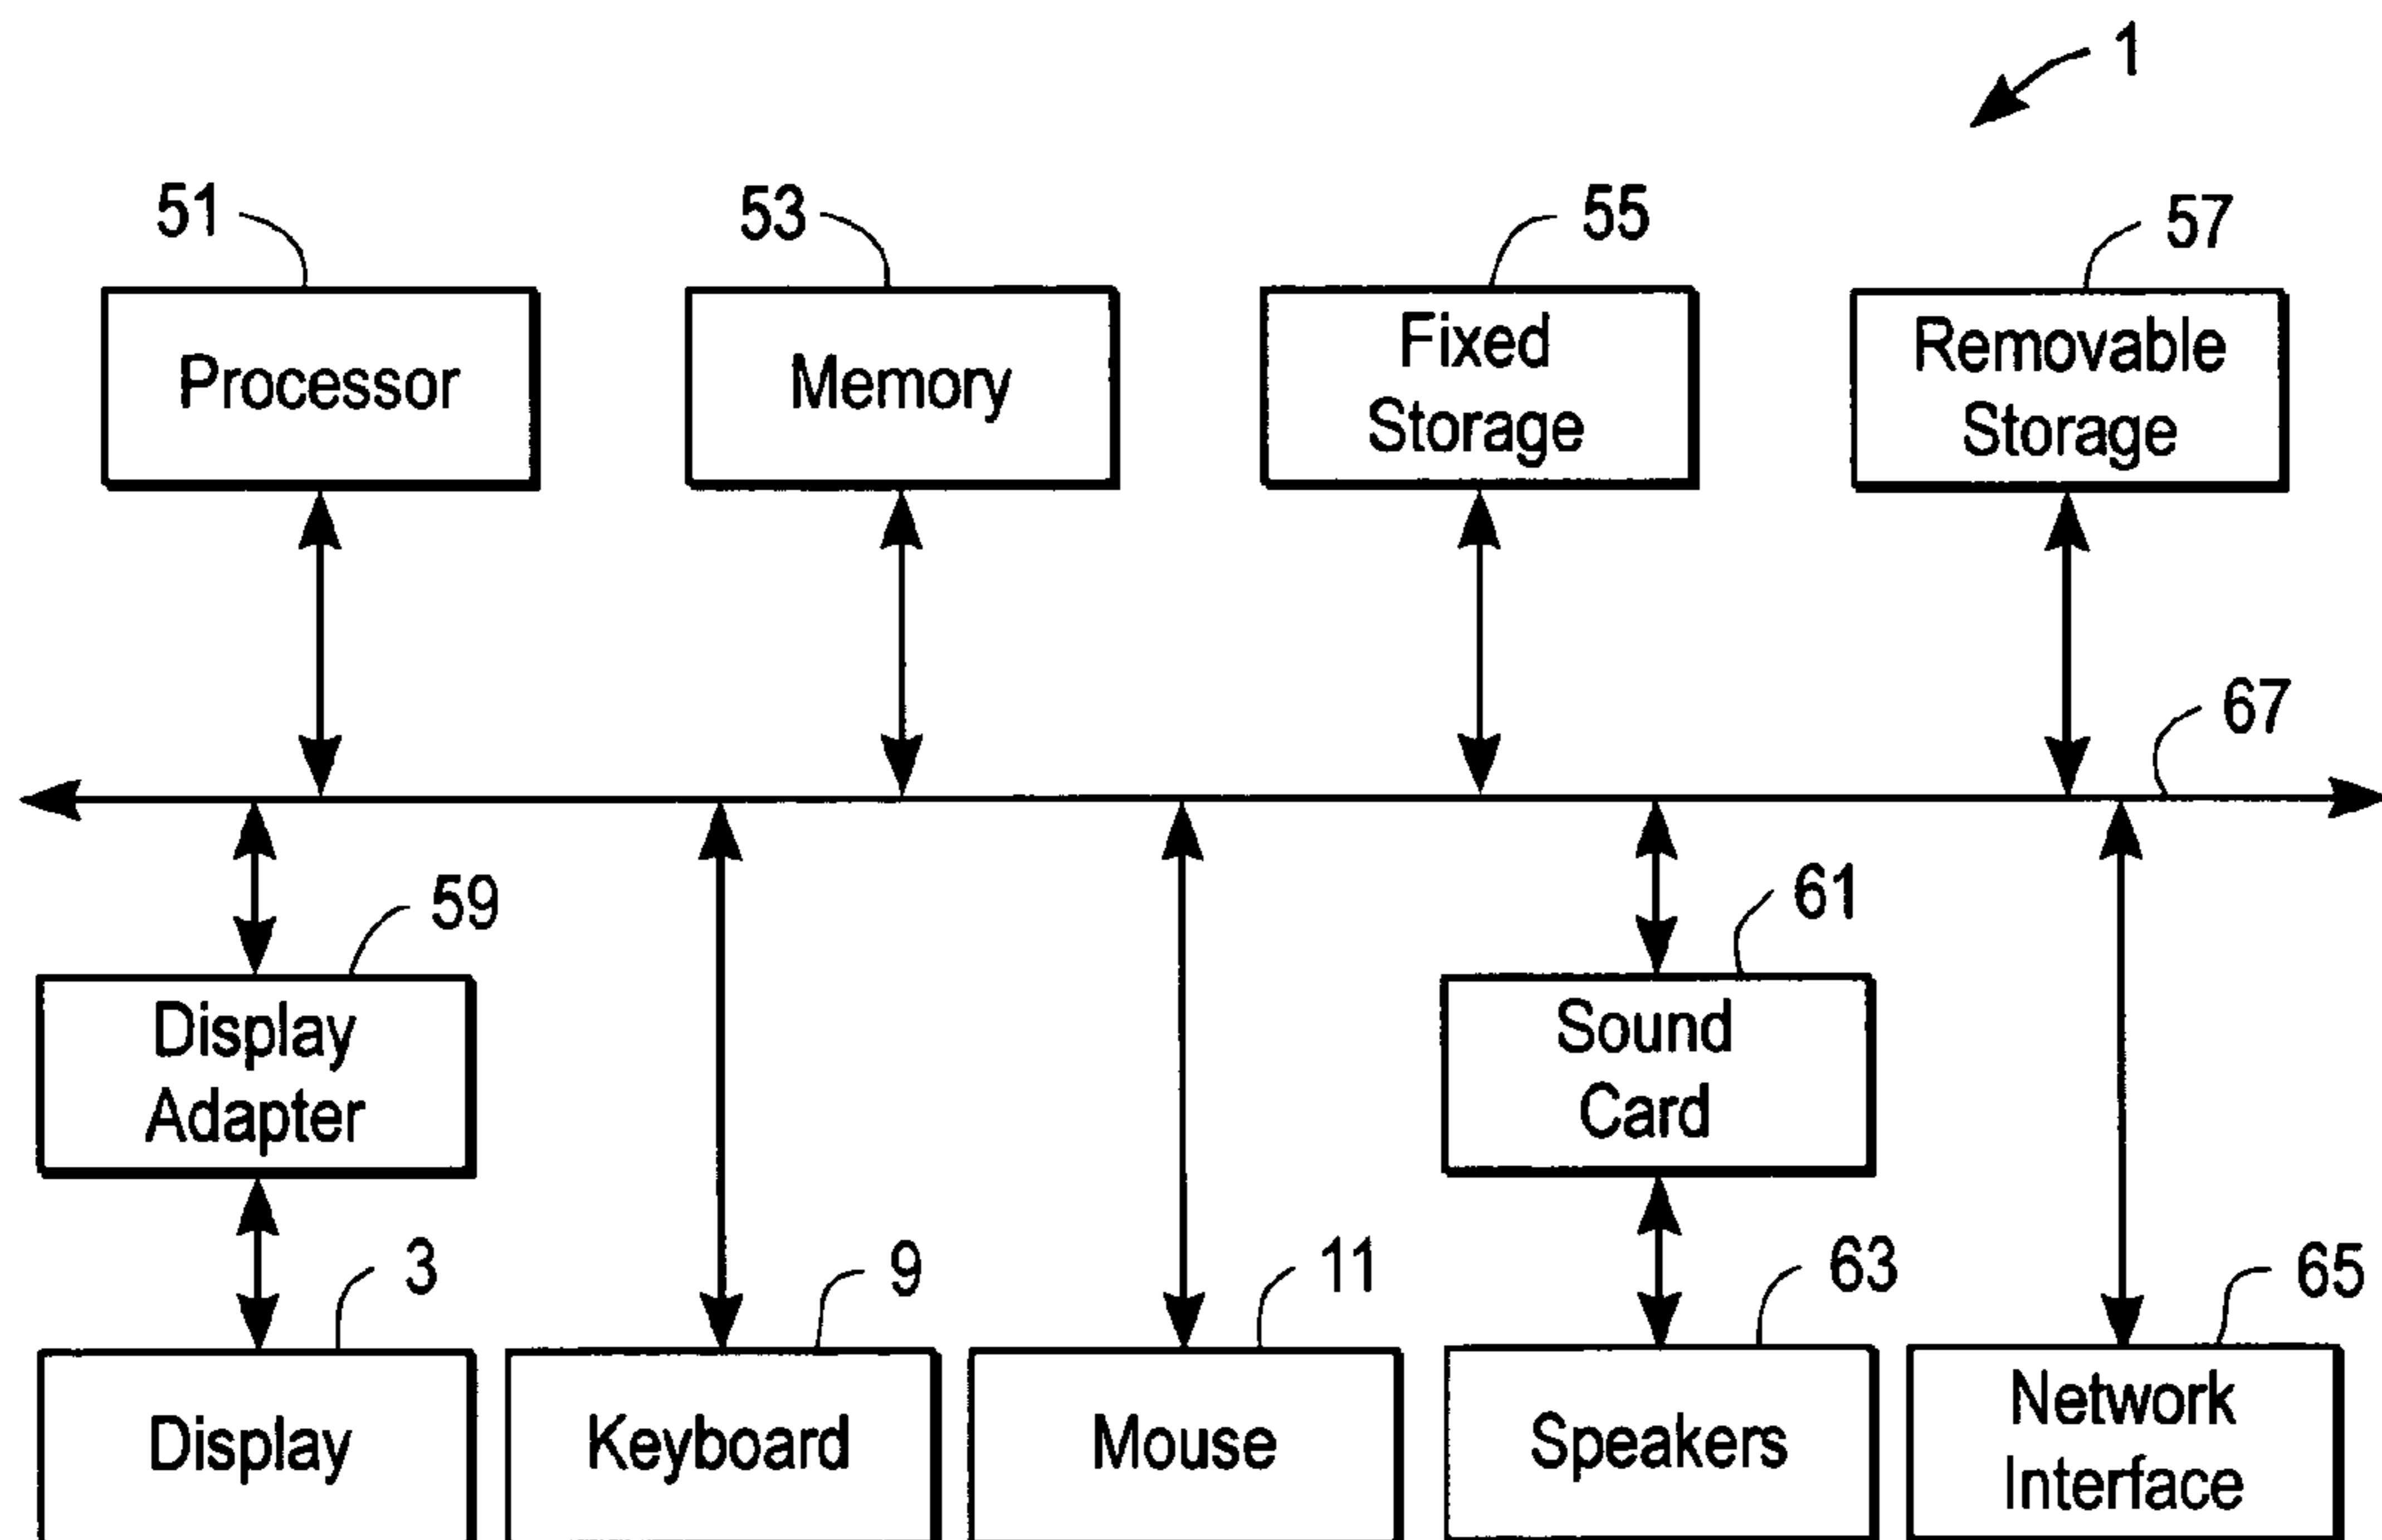 1
51
53
55
57
Processor
Memory
Fixed
Storage
Removable
Storage
67
59
61
Display
Adapter
Sound
Card
3
9
11
63
65
Display
Keyboard
Mouse
Speakers
Network
Interface